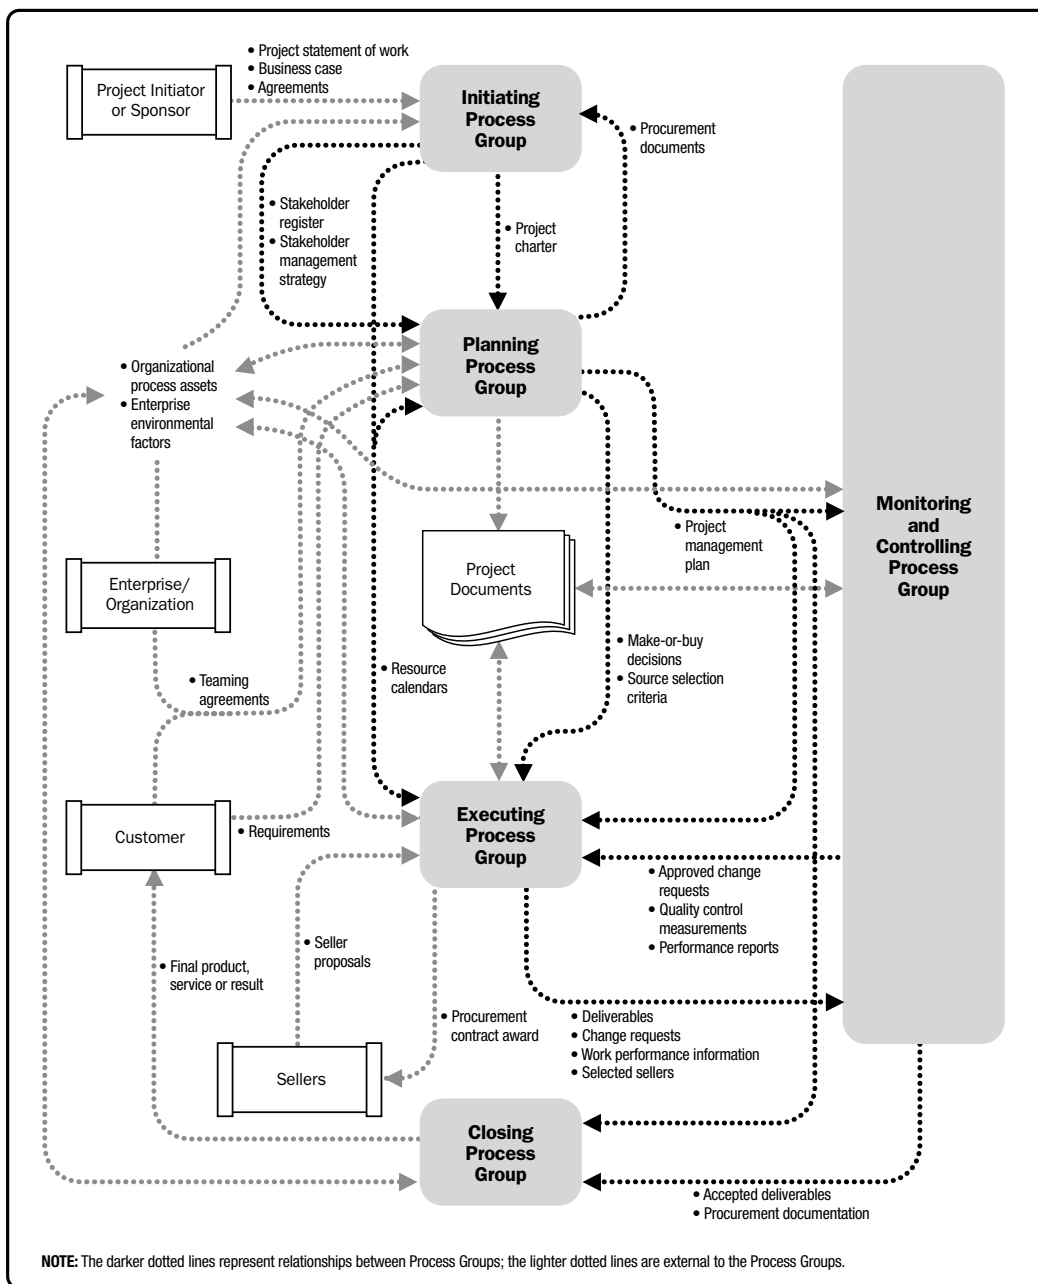 • Project statement of work
• Business case
• Agreements
Project Initiator
or Sponsor
Initiating
Process
Group
• Procurement
documents
• Stakeholder
register
• Stakeholder
management
strategy
• Project
charter
Planning
Process
Group
• Organizational
process assets
• Enterprise
environmental
factors
Monitoring
and
Controlling
Process
Group
• Project
management
plan
Project
Documents
Enterprise/
Organization
• Teaming
agreements
• Resource
calendars
• Make-or-buy
decisions
• Source selection
criteria
Customer
• Requirements
Executing
Process
Group
• Approved change
requests
• Quality control
measurements
• Performance reports
• Seller
proposals
• Final product,
service or result
• Procurement
contract award
• Deliverables
• Change requests
• Work performance information
• Selected sellers
Sellers
Closing
Process
Group
• Accepted deliverables
• Procurement documentation
NOTE: The darker dotted lines represent relationships between Process Groups; the lighter dotted lines are external to the Process Groups.